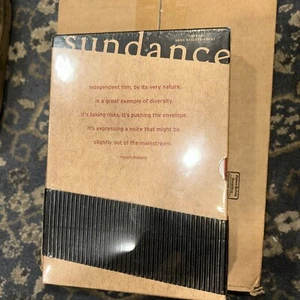 sundance
Independent film, by its very nature,
is a great example of diversity.
It's taking risks, it's pushing the envelope.
It's expressing a voice that might be
slightly out of the mainstream.